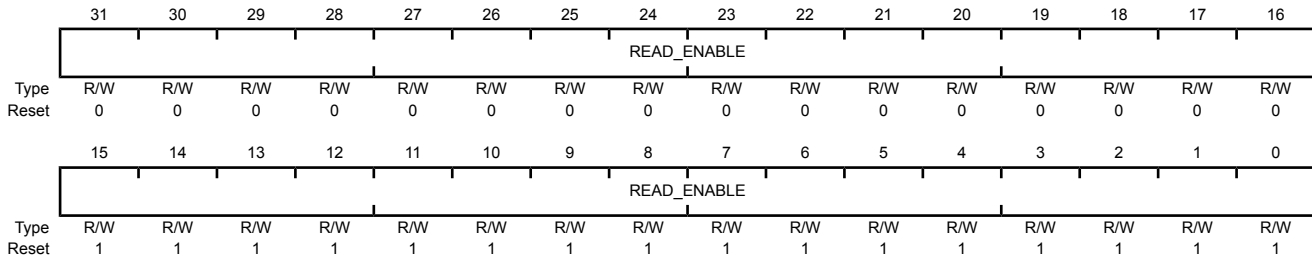 31 30 29 28 27 26 25 24 23 22 21 20 19 18 17 16
READ_ENABLE
Type R/W R/W R/W R/W R/W R/W R/W R/W R/W R/W R/W R/W R/W R/W R/W R/W
Reset 0 0 0 0 0 0 0 0 0 0 0 0 0 0 0 0
15 14 13 12 11 10 9 8 7 6 5 4 3 2 1 0
READ_ENABLE
Type R/W R/W R/W R/W R/W R/W R/W R/W R/W R/W R/W R/W R/W R/W R/W R/W
Reset 1 1 1 1 1 1 1 1 1 1 1 1 1 1 1 1